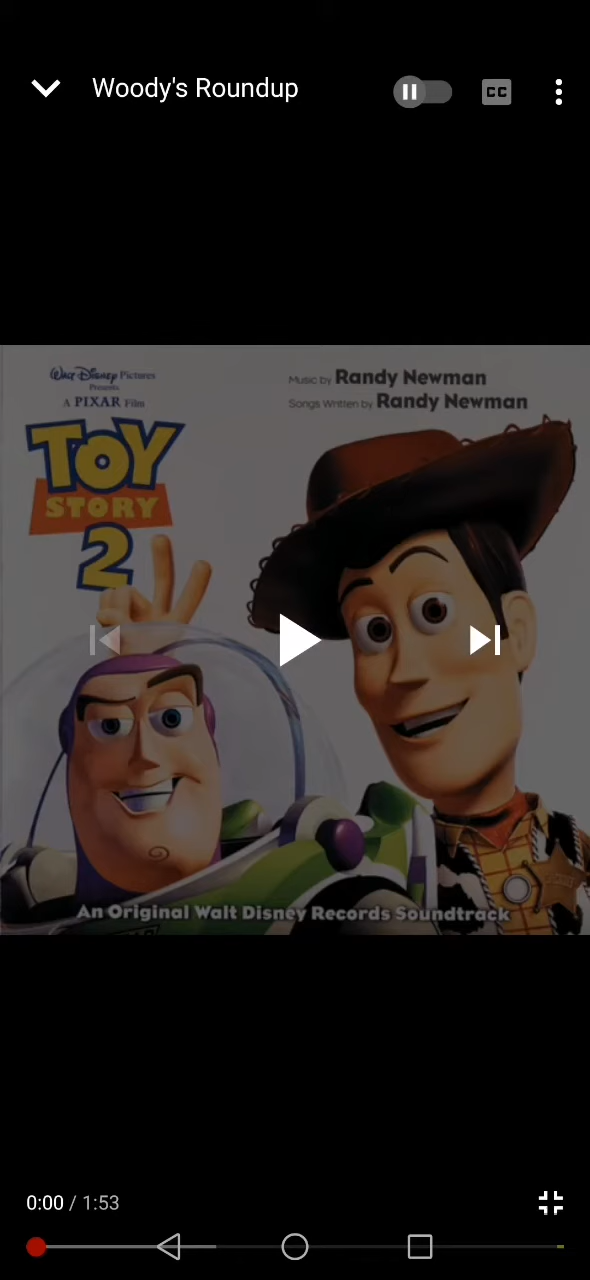 Woody's Roundup
CC
Walt Disney Pictures
Presents
A PIXAR Film
Music by Randy Newman
Songs Written by Randy Newman
TOY
STORY
2
An Original Walt Disney Records Soundtrack
0:00 / 1:53